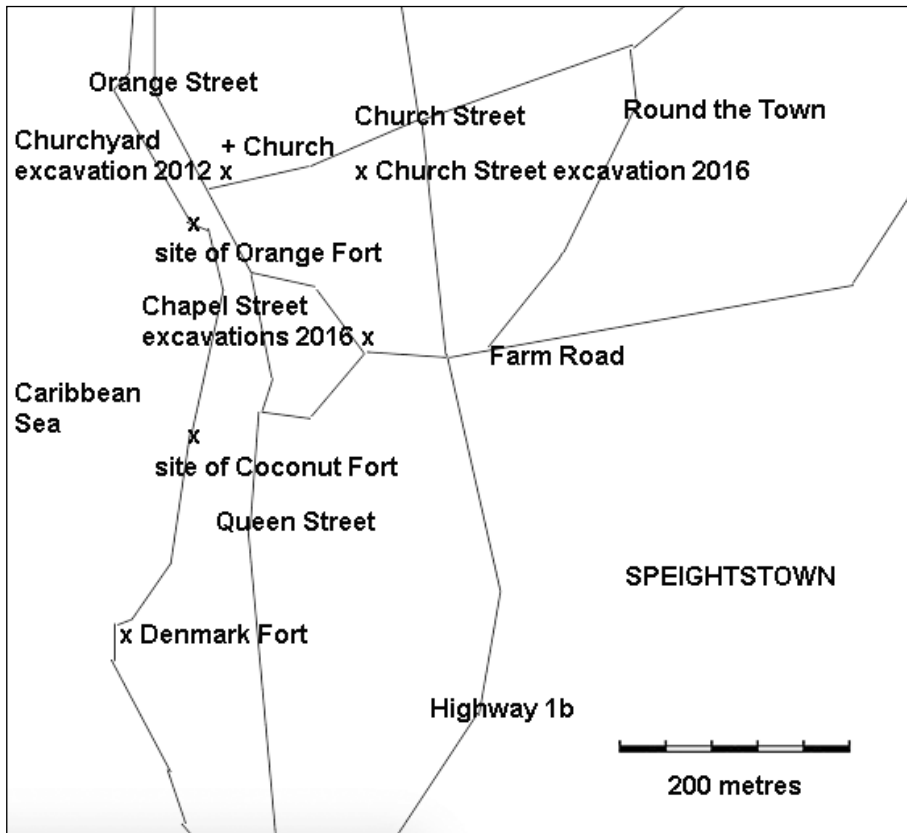 Orange Street
Church Street
Round the Town
Churchyard
excavation 2012 x
+ Church
x Church Street excavation 2016
x
site of Orange Fort
Chapel Street
excavations 2016 x
Farm Road
Caribbean
Sea
x
site of Coconut Fort
Queen Street
SPEIGHTSTOWN
x Denmark Fort
Highway 1b
200 metres